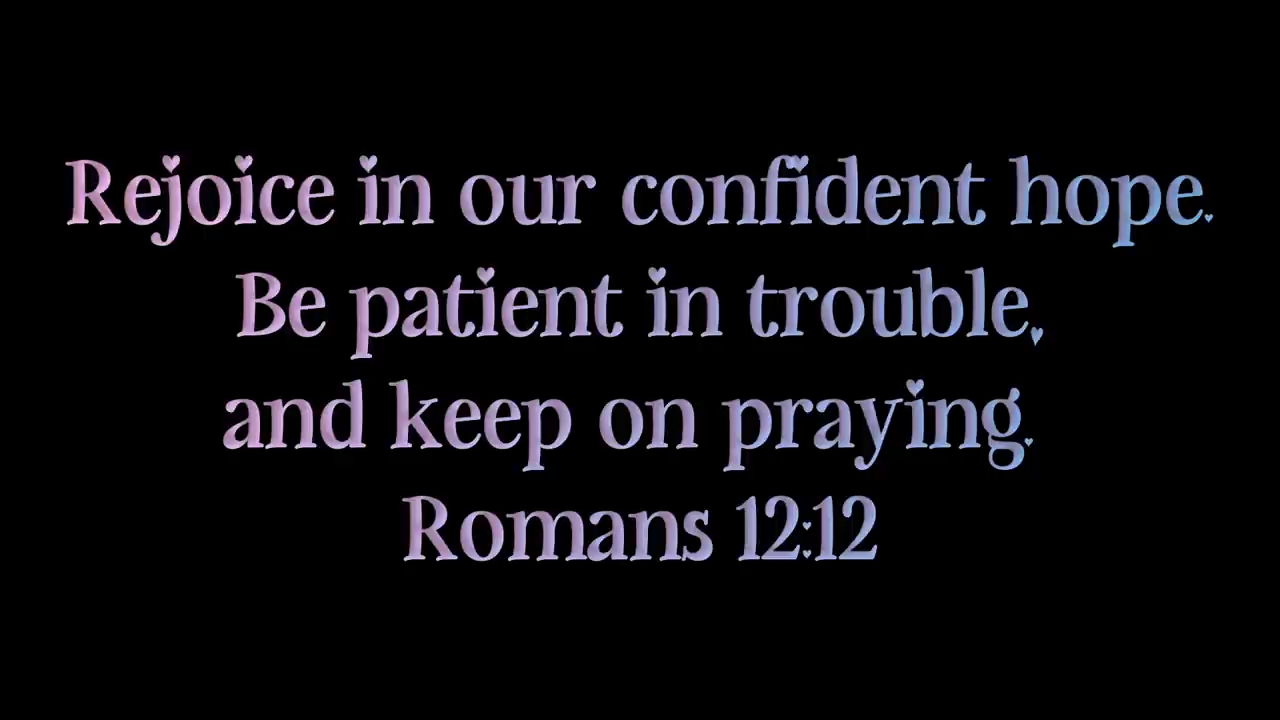 Rejoice in our confident hope.
Be patient in trouble,
and keep on praying.
Romans 12:12